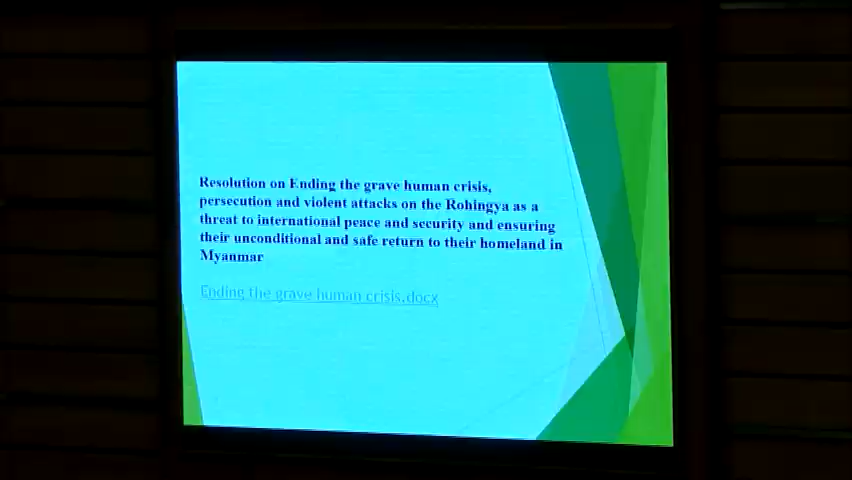 Resolution on Ending the grave human crisis,
persecution and violent attacks on the Rohingya as a
threat to international peace and security and ensuring
their unconditional and safe return to their homeland in
Myanmar
Ending the grave human crisis.docx